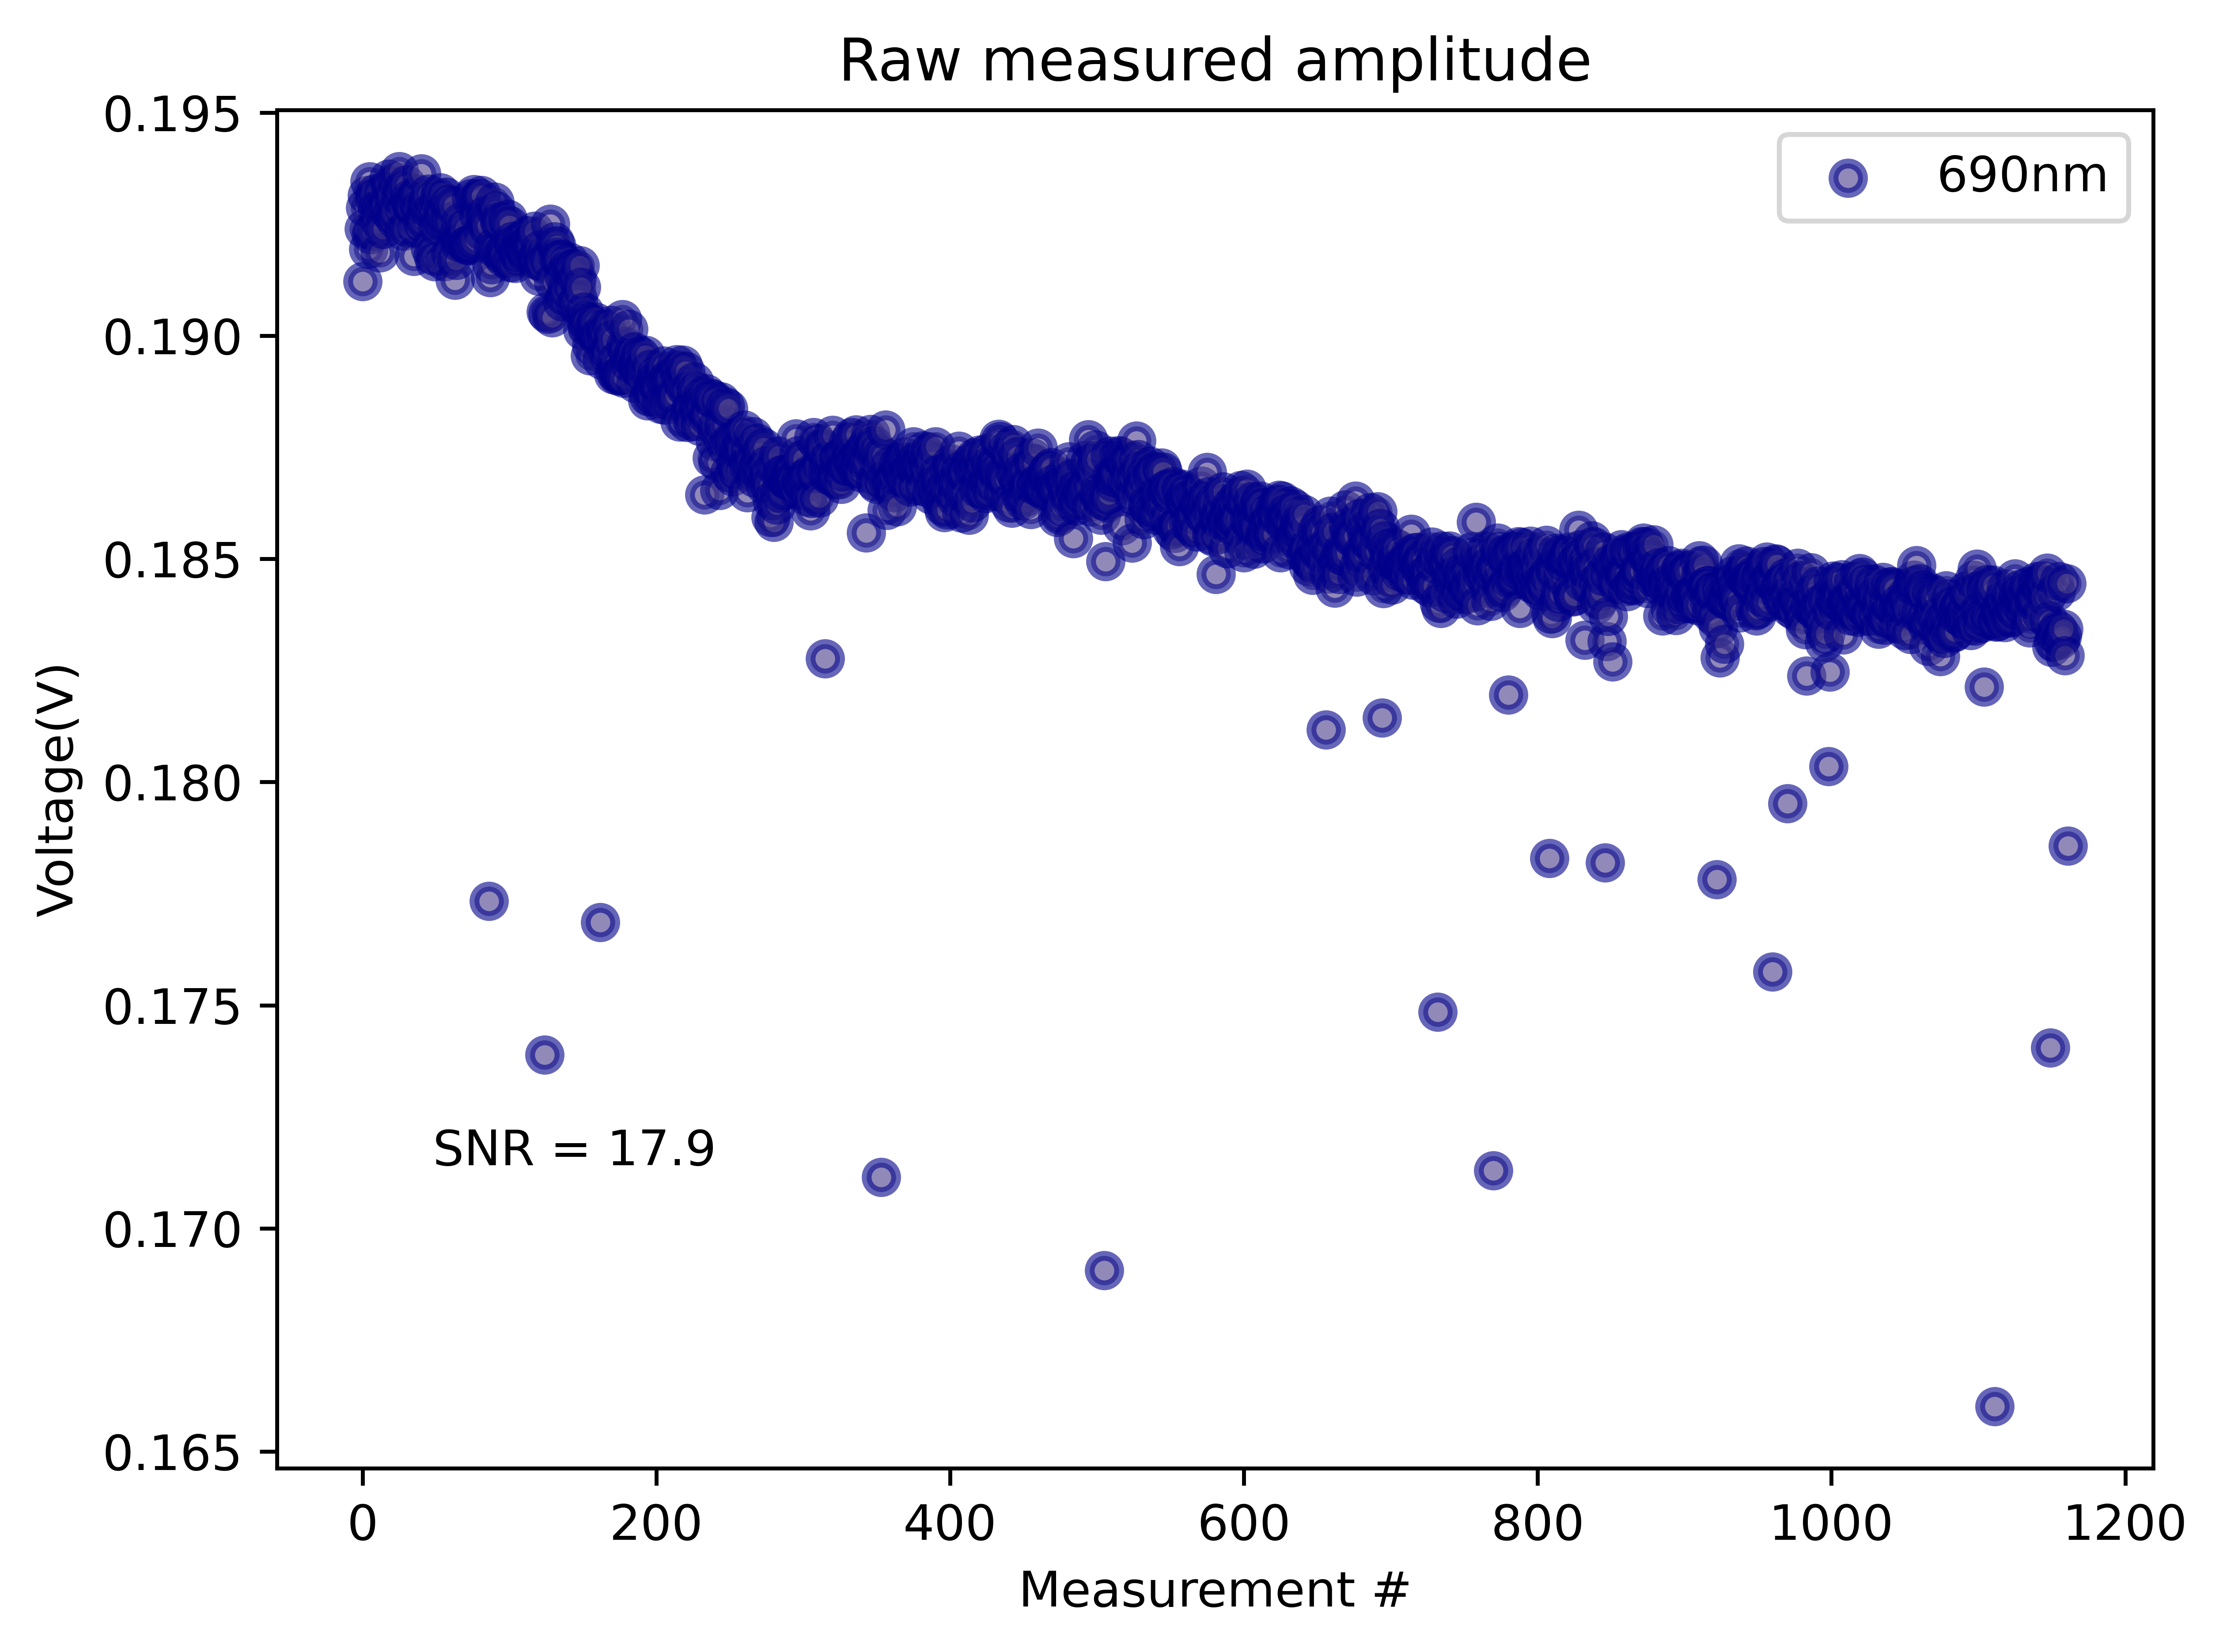 Raw measured amplitude
690nm
0.195
0.190
0.185
0.180
0.175
0.170
0.165
Voltage(V)
SNR = 17.9
0 200 400 600 800 1000 1200
Measurement #